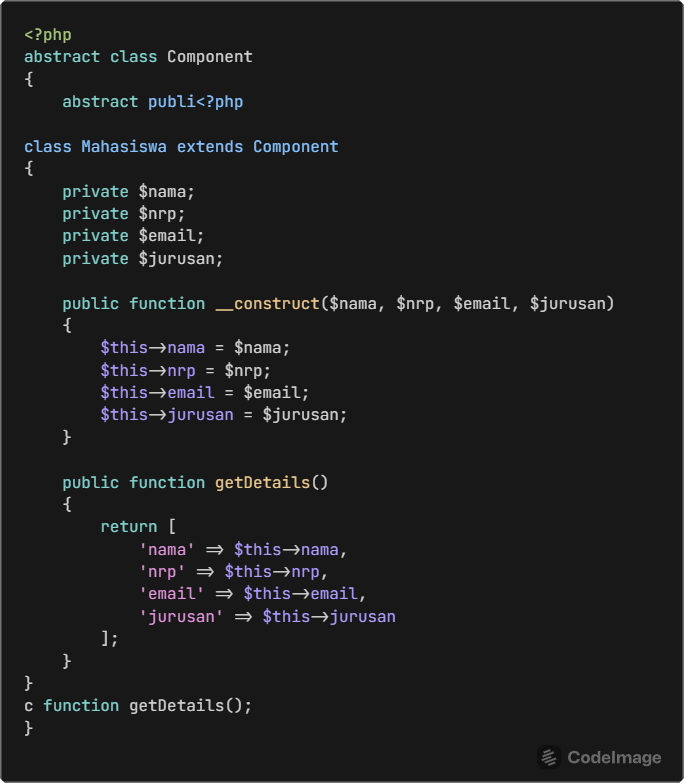 <?php
abstract class Component
{
    abstract publi<?php

class Mahasiswa extends Component
{
    private $nama;
    private $nrp;
    private $email;
    private $jurusan;

    public function __construct($nama, $nrp, $email, $jurusan)
    {
        $this->nama = $nama;
        $this->nrp = $nrp;
        $this->email = $email;
        $this->jurusan = $jurusan;
    }

    public function getDetails()
    {
        return [
            'nama' => $this->nama,
            'nrp' => $this->nrp,
            'email' => $this->email,
            'jurusan' => $this->jurusan
        ];
    }
}
c function getDetails();
}
CodeImage